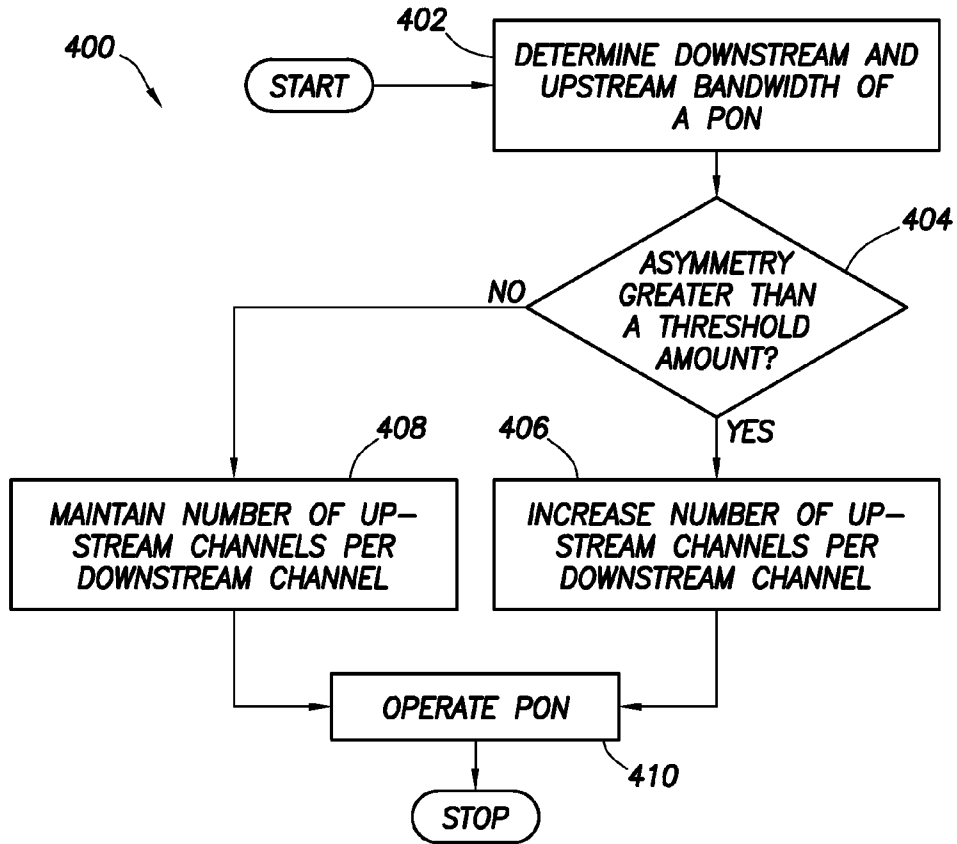 400
402
START
DETERMINE DOWNSTREAM AND
UPSTREAM BANDWIDTH OF
A PON
404
ASYMMETRY
GREATER THAN
A THRESHOLD
AMOUNT?
NO
YES
408
406
MAINTAIN NUMBER OF UP-
STREAM CHANNELS PER
DOWNSTREAM CHANNEL
INCREASE NUMBER OF UP-
STREAM CHANNELS PER
DOWNSTREAM CHANNEL
OPERATE PON
410
STOP